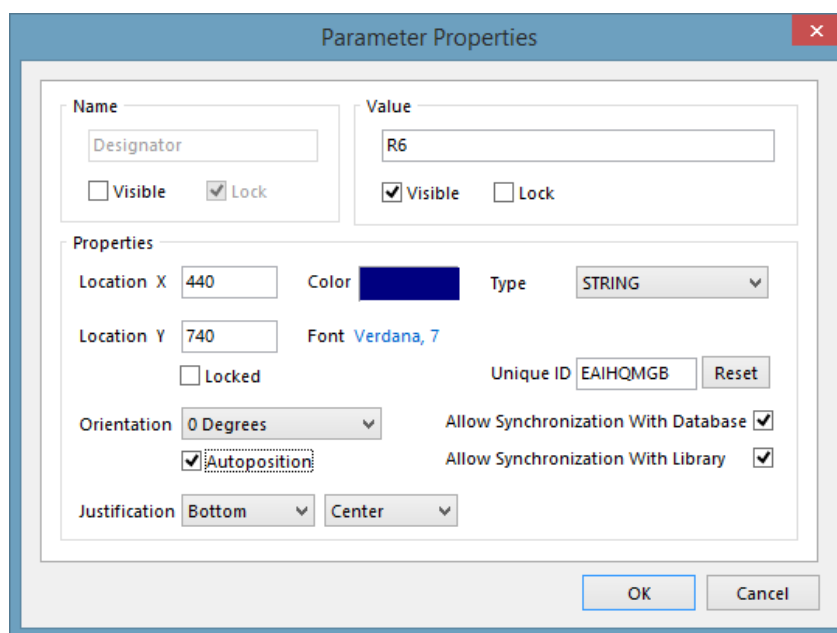 Parameter Properties
Name
Designator
Visible Lock
Value
R6
Visible Lock
Properties
Location X 440 Color Type STRING
Location Y 740 Font Verdana, 7
Locked Unique ID EAIHQMGB Reset
Orientation 0 Degrees Allow Synchronization With Database
Autoposition Allow Synchronization With Library
Justification Bottom Center
OK Cancel